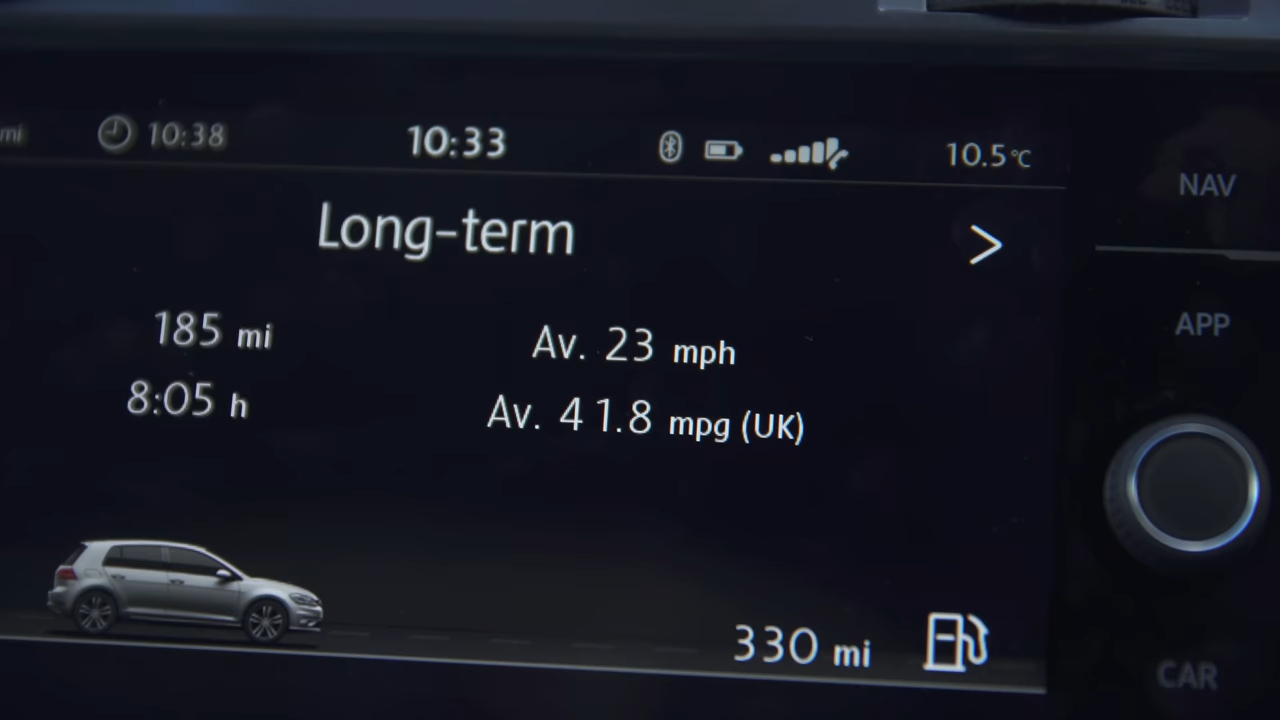 mi 10:38 10:33 10.5°C
NAV
Long-term
APP
185 mi Av. 23 mph
8:05 h Av. 41.8 mpg (UK)
330 mi
CAR